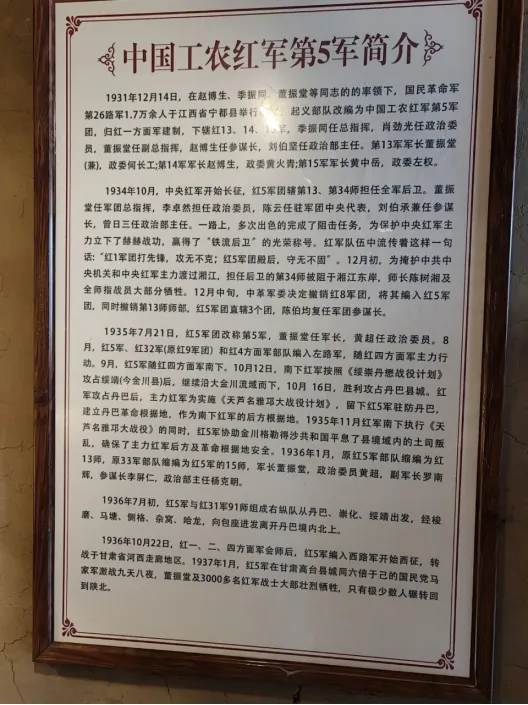 中国工农红军第5军简介
1931年12月14日，在赵博生、季振同、董振堂等同志的的率领下，国民革命军
第26路军1.7万余人于江西省宁都县举行 起义部队改编为中国工农红军第5军
团，归红一方面军建制，下辖红13、14、15军，季振同任总指挥，肖劲光任政治委
员，董振堂任副总指挥，赵博生任参谋长，刘伯坚任政治部主任。第13军军长董振堂
(兼)，政委何长工;第14军军长赵博生，政委黄火青;第15军军长黄中岳，政委左权。
1934年10月，中央红军开始长征，红5军团辖第13、第34师担任全军后卫。董振
堂任军团总指挥，李卓然任政治委员，陈云任驻军团中央代表，刘伯承兼任参谋
长，曾日三任政治部主任。一路上，多次出色的完成了阻击任务，为保护中央红军主
力立下了赫赫战功，赢得了“铁流后卫”的光荣称号。红军队伍中流传着这样一句
话:“红1军团打先锋，攻无不克；红5军团殿后，守无不固”。12月初，为掩护中共中
央机关和中央红军主力渡过湘江，担任后卫的第34师被阻于湘江东岸，师长陈树湘及
全师指战员大部分牺牲。12月中旬，中革军委决定撤销红8军团，将其编入红5军
团，同时撤销第13师师部，红5军团直辖3个团，陈伯均复任军团参谋长。
1935年7月21日，红5军团改称第5军，董振堂任军长，黄超任政治委员。8
月，红5军、红32军(原红9军团）和红4方面军部队编入左路军，随红四方面军主力行
动。9月，红5军随红四方面军南下。10月12日，南下红军按照《绥崇丹懋战役计划》
攻占绥靖(今金川县)后，继续沿大金川流域而下，10月 16日，胜利攻占丹巴县城。红
军攻占丹巴后，主力红军为实施《天芦名雅邛大战役计划》，留下红5军驻防丹巴，
建立丹巴革命根据地，作为南下红军的后方根据地。1935年11月红军南下执行《天
芦名雅邛大战役》的同时，红5军协助金川格勒得沙共和国平息了县境域内的土司叛
乱，确保了主力红军后方及革命根据地安全。1936年1月，原红5军部队缩编为红
13师，原33军部队缩编为红5军的15师，军长董振堂，政治委员黄超，副军长罗南
辉，参谋长李屏仁，政治部主任杨克明。
1936年7月初，红5军与红31军91师组成右纵队从丹巴、崇化、绥靖出发，经梭
磨、马塘、侧格、杂窝、哈龙，向包座进发离开丹巴境内北上。
1936年10月22日，红一、二、四方面军会师后，红5军编入西路军开始西征，转
战于甘肃省河西走廊地区。1937年1月，红5军在甘肃高台县城同六倍于己的国民党马
家军激战九天八夜，董振堂及3000多名红军战士大部壮烈牺牲，只有极少数人辗转回
到陕北，